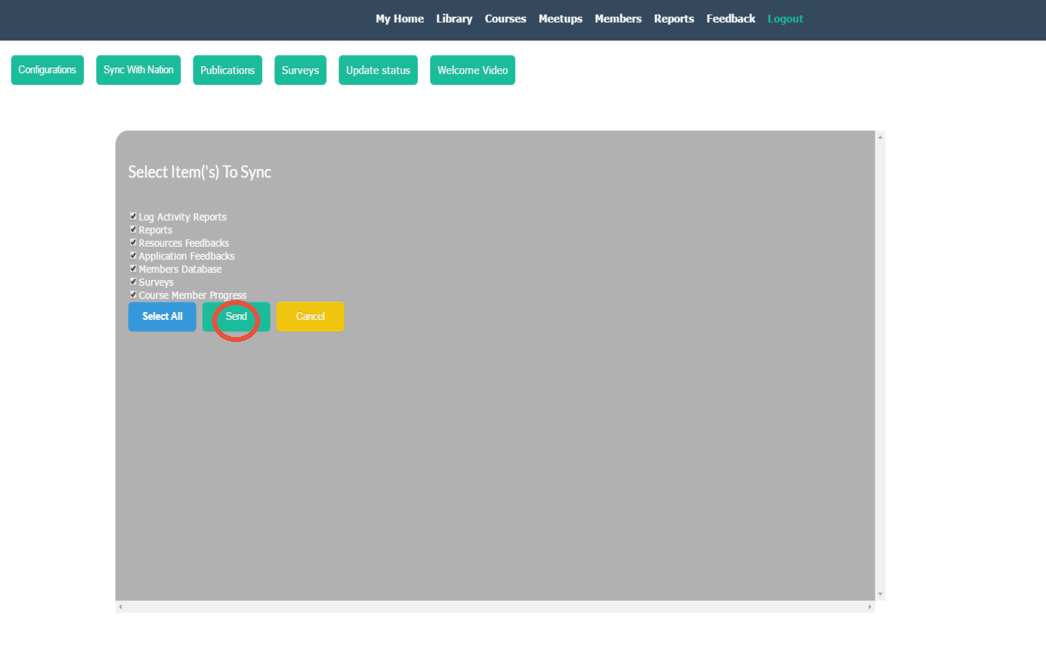 My Home Library Courses Meetups Members Reports Feedback Logout
Configurations Sync With Nation Publications Surveys Update status Welcome Video
Select Item('s) To Sync
Log Activity Reports
Reports
Resources Feedbacks
Application Feedbacks
Members Database
Surveys
Course Member Progress
Select All Send Cancel